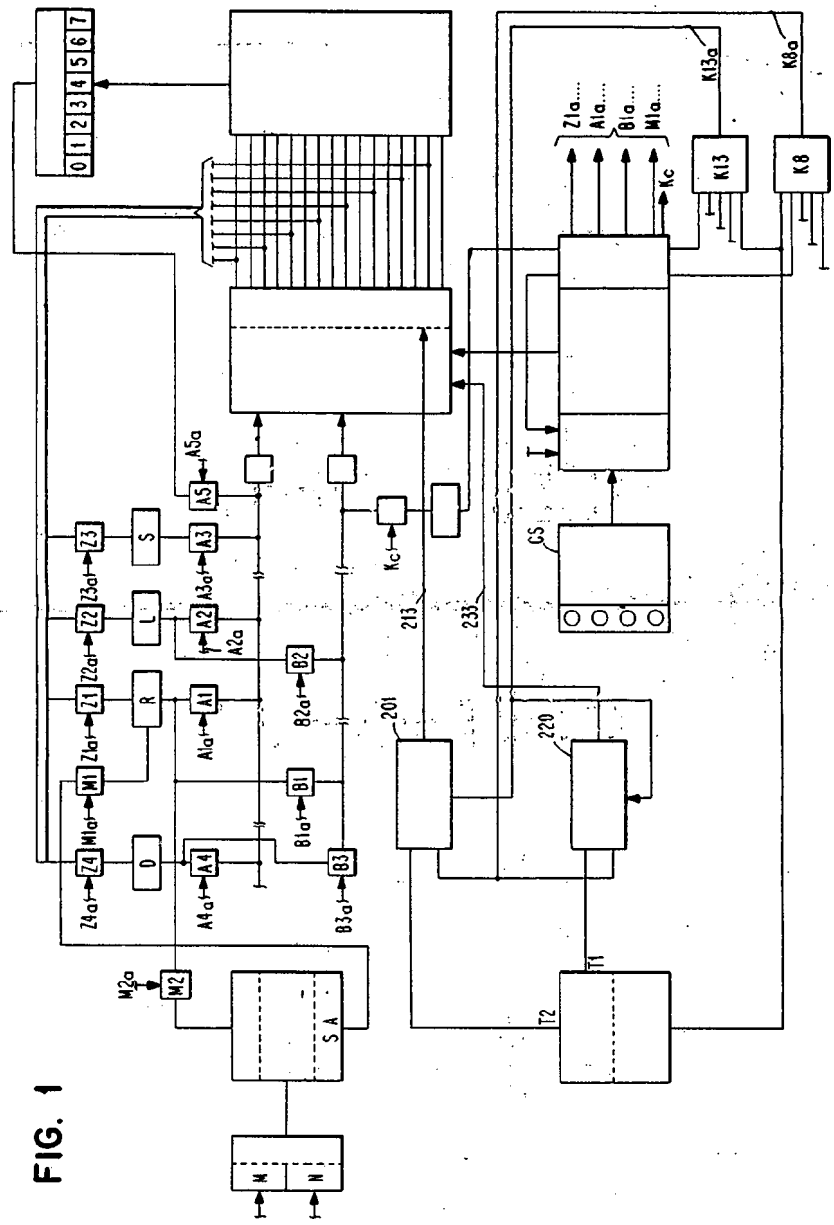 FIG. 1
0 1 2 3 4 5 6 7
Z4a
Z4
D
A4
A4a
M1a
M1
Z1a
Z1
R
A1
A1a
Z2a
Z2
L
A2
A2a
Z3a
Z3
S
A3
A3a
A5
A5a
M2a
M2
B3
B3a
B1
B1a
B2
B2a
Kc
S A
M
N
201
213
233
220
T2
T1
CS
Z1a....
A1a....
B1a....
M1a....
Kc
K13
K13a
K8
K8a